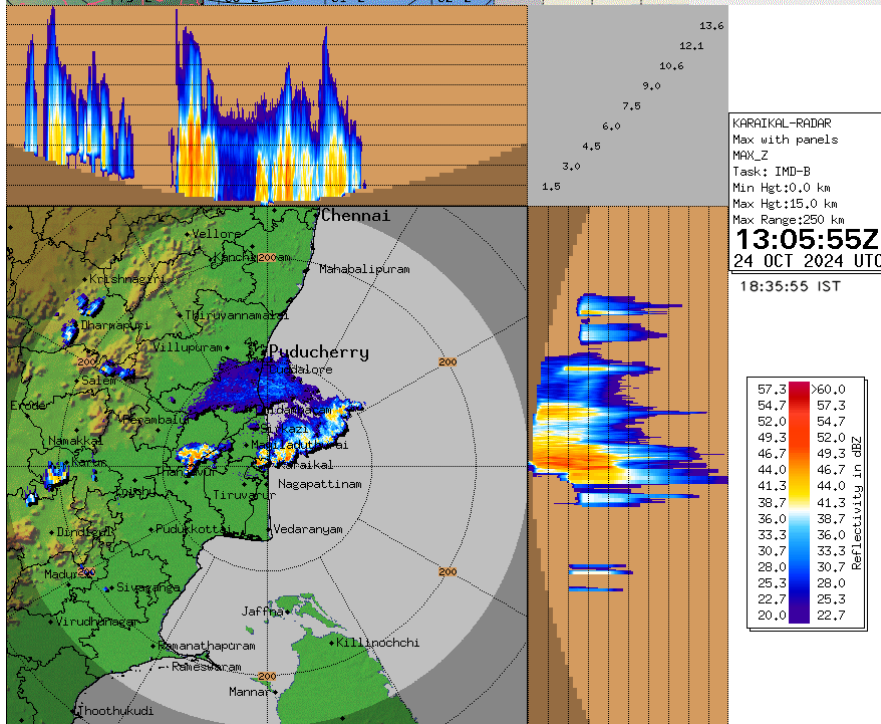 13.6
12.1
10.6
9.0
7.5
6.0
4.5
3.0
1.5
KARAIKAL-RADAR
Max with panels
MAX_Z
Task: IMD-B
Min Hgt:0.0 km
Max Hgt:15.0 km
Max Range:250 km
13:05:55Z
24 OCT 2024 UTC
18:35:55 IST
Chennai
Vellore
200
Mahabalipuram
Krishnagiri
Dharmapuri
Thiruvannamalai
Villupuram
Puducherry
Cuddalore
200
200
Salem
Erode
Perambalur
Namakkal
Sirkazi
Mayiladuthurai
Karur
Thanjavur
Karaikal
Nagapattinam
Tiruvarur
Dindigul
Pudukkottai
Vedaranyam
Madurai
200
200
Sivaganga
Jaffna
Virudhunagar
Killinochchi
Ramanathapuram
Rameswaram
200
Mannar
Thoothukudi
57.3 >60.0
54.7 57.3
52.0 54.7
49.3 52.0
46.7 49.3
44.0 46.7
41.3 44.0
38.7 41.3
36.0 38.7
33.3 36.0
30.7 33.3
28.0 30.7
25.3 28.0
22.7 25.3
20.0 22.7
Reflectivity in dBZ